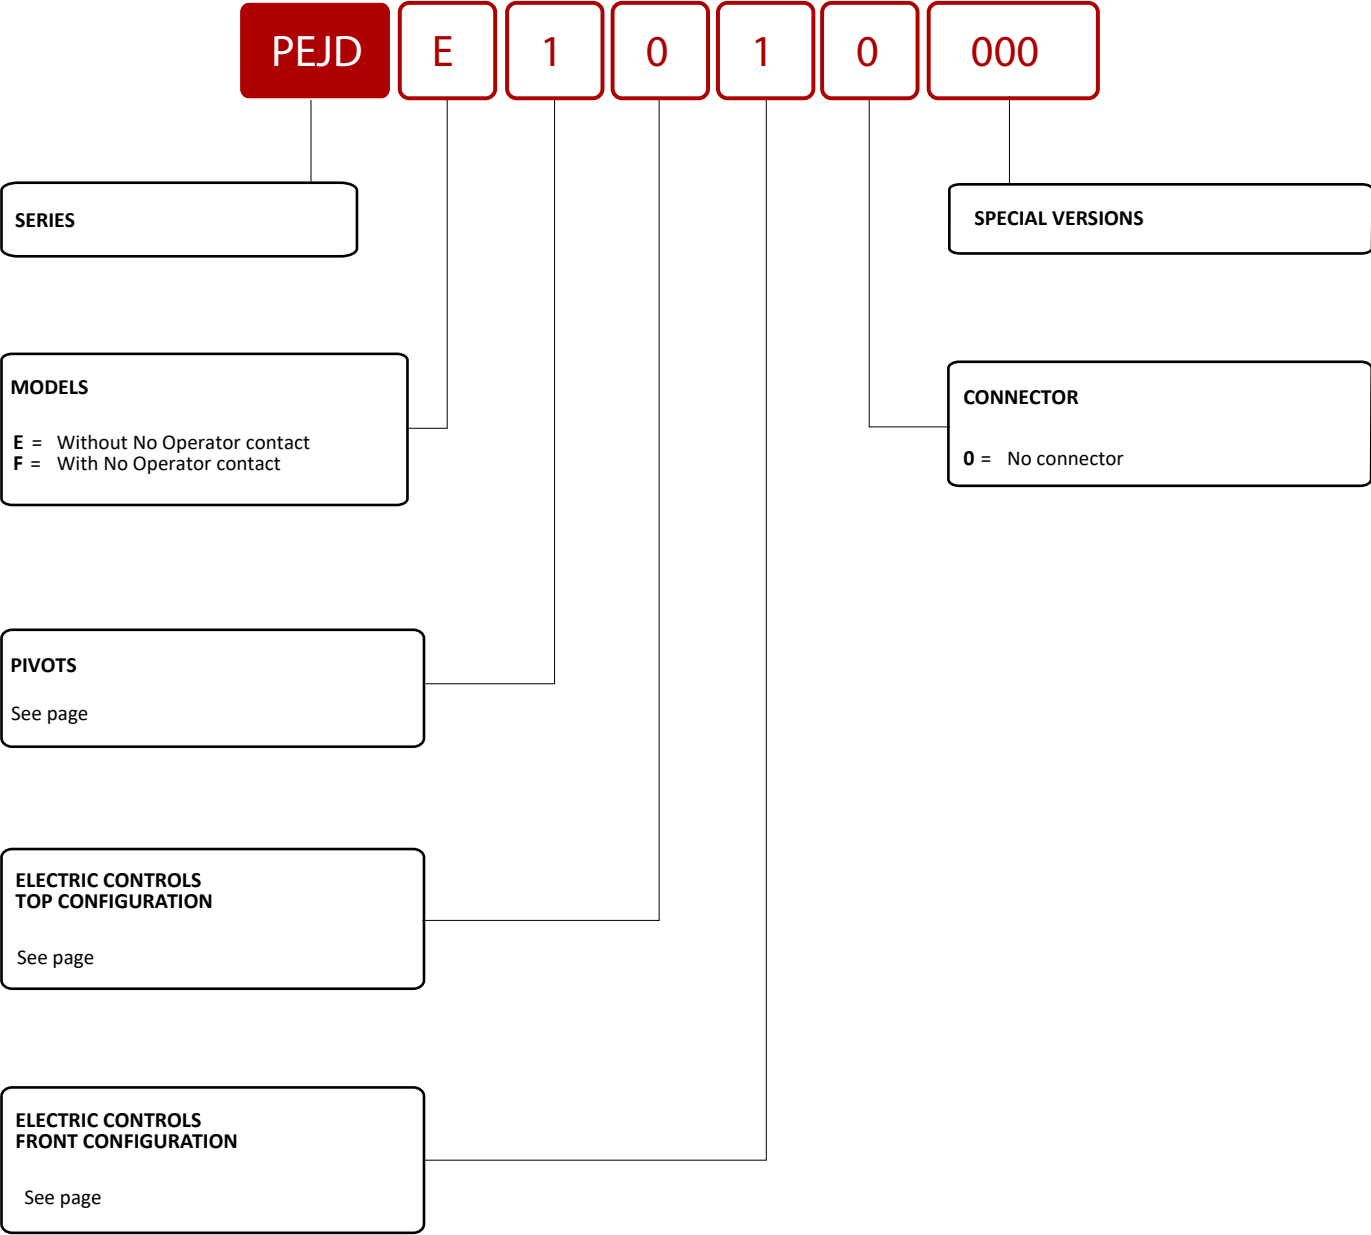 PEJD E 1 0 1 0 000
SERIES
SPECIAL VERSIONS
MODELS
E = Without No Operator contact
F = With No Operator contact
CONNECTOR
0 = No connector
PIVOTS
See page
ELECTRIC CONTROLS
TOP CONFIGURATION
See page
ELECTRIC CONTROLS
FRONT CONFIGURATION
See page